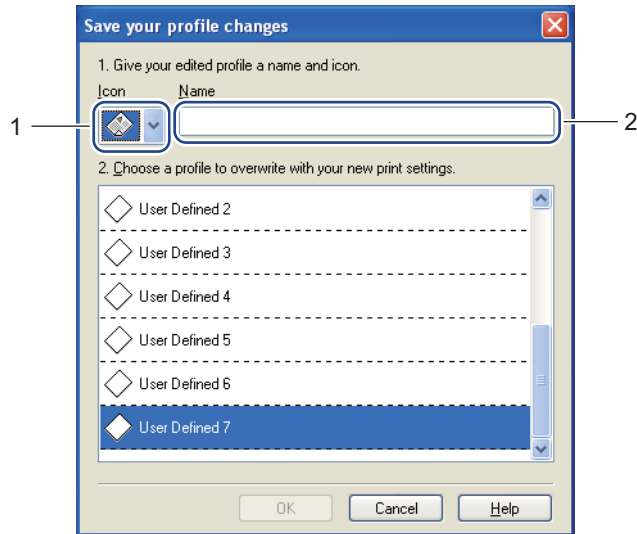 Save your profile changes
1. Give your edited profile a name and icon.
Icon Name
1 2
2. Choose a profile to overwrite with your new print settings.
User Defined 2
User Defined 3
User Defined 4
User Defined 5
User Defined 6
User Defined 7
OK Cancel Help